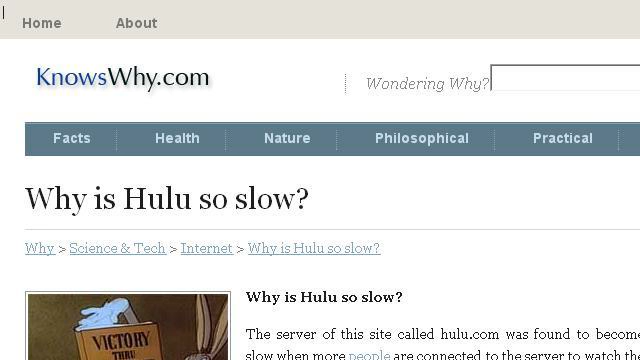 Home About
KnowsWhy.com
Wondering Why?
Facts Health Nature Philosophical Practical
Why is Hulu so slow?
Why > Science & Tech > Internet > Why is Hulu so slow?
Why is Hulu so slow?
The server of this site called hulu.com was found to become
slow when more people are connected to the server to watch the
VICTORY
THRU